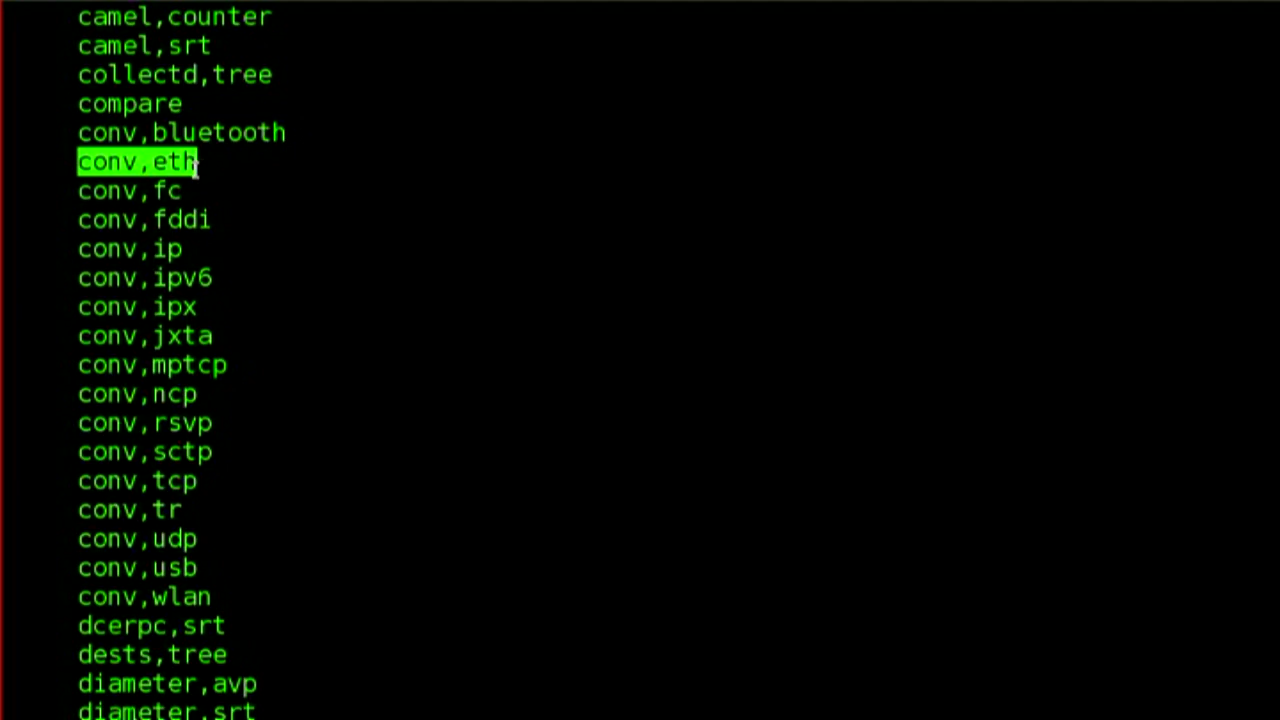 camel,counter
camel,srt
collectd,tree
compare
conv,bluetooth
conv,eth
conv,fc
conv,fddi
conv,ip
conv,ipv6
conv,ipx
conv,jxta
conv,mptcp
conv,ncp
conv,rsvp
conv,sctp
conv,tcp
conv,tr
conv,udp
conv,usb
conv,wlan
dcerpc,srt
dests,tree
diameter,avp
diameter,srt